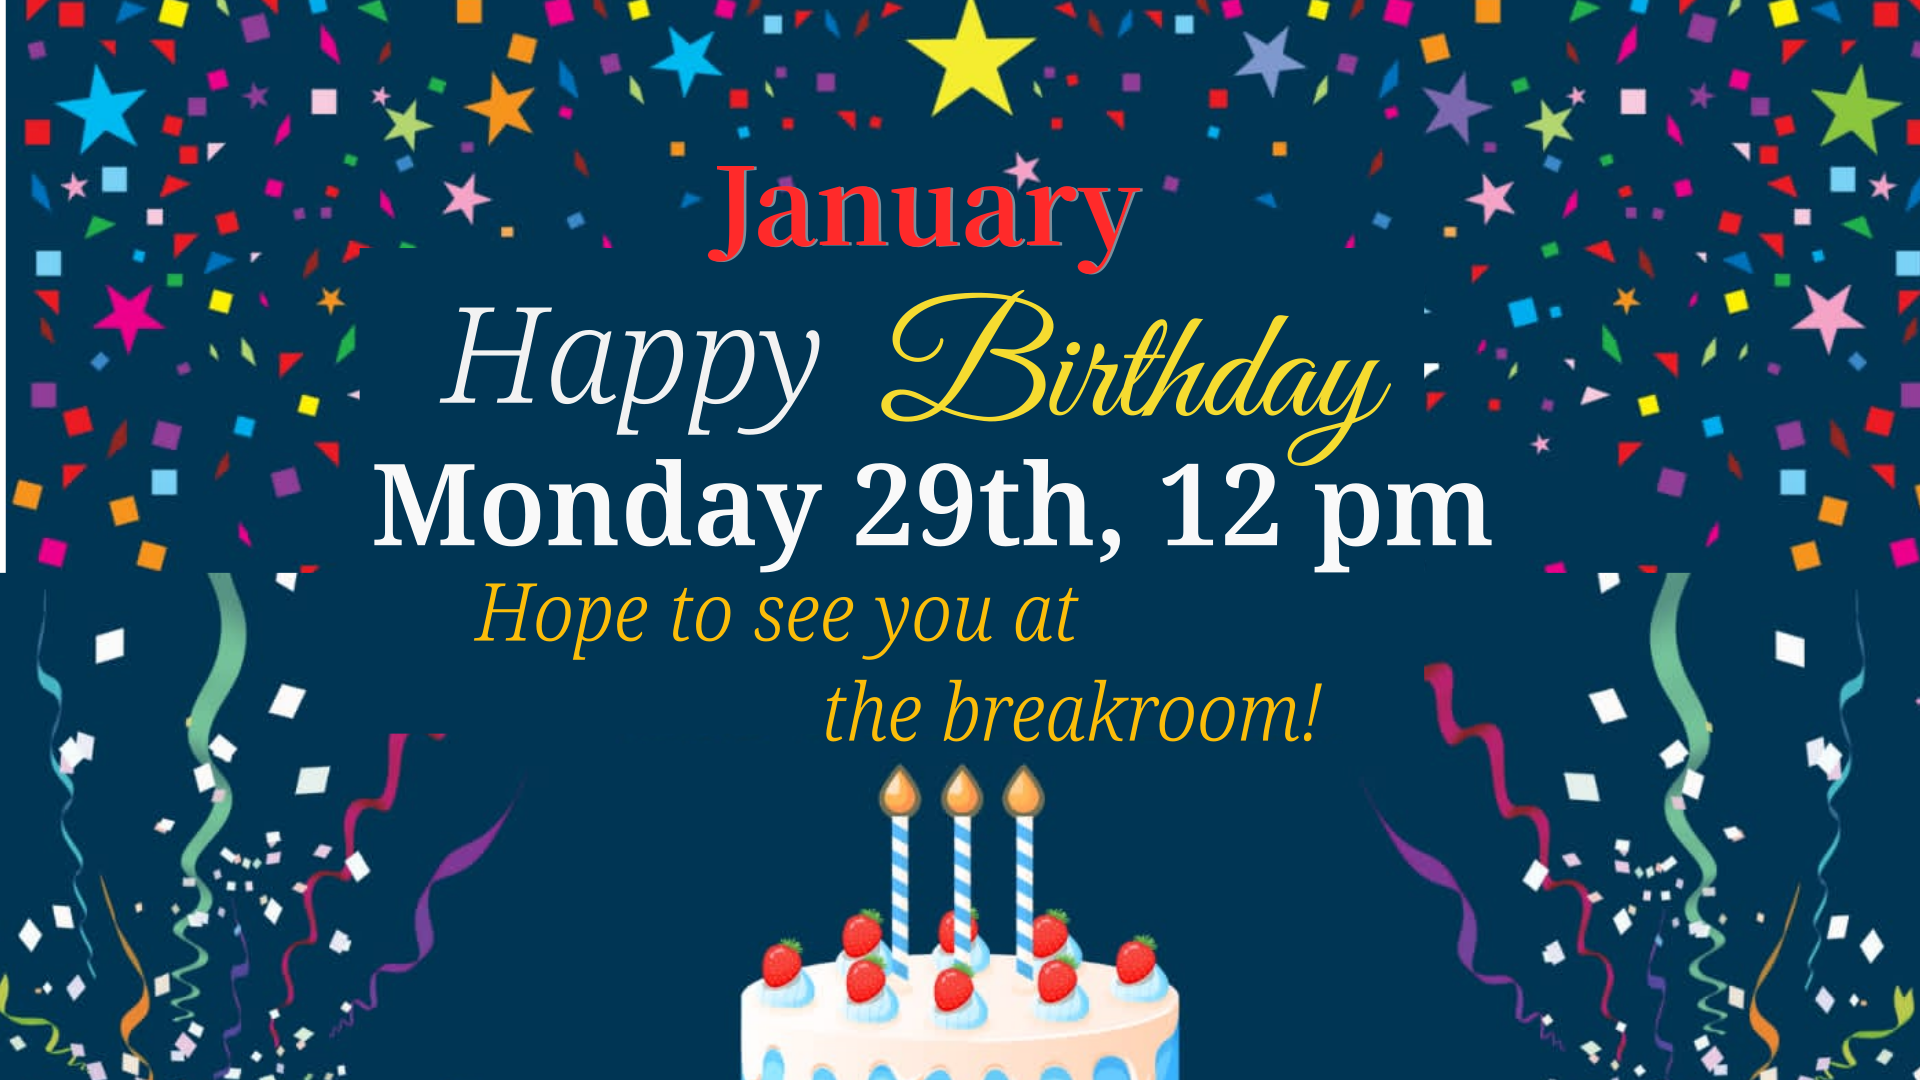 January
Happy Birthday
Monday 29th, 12 pm
Hope to see you at
the breakroom!